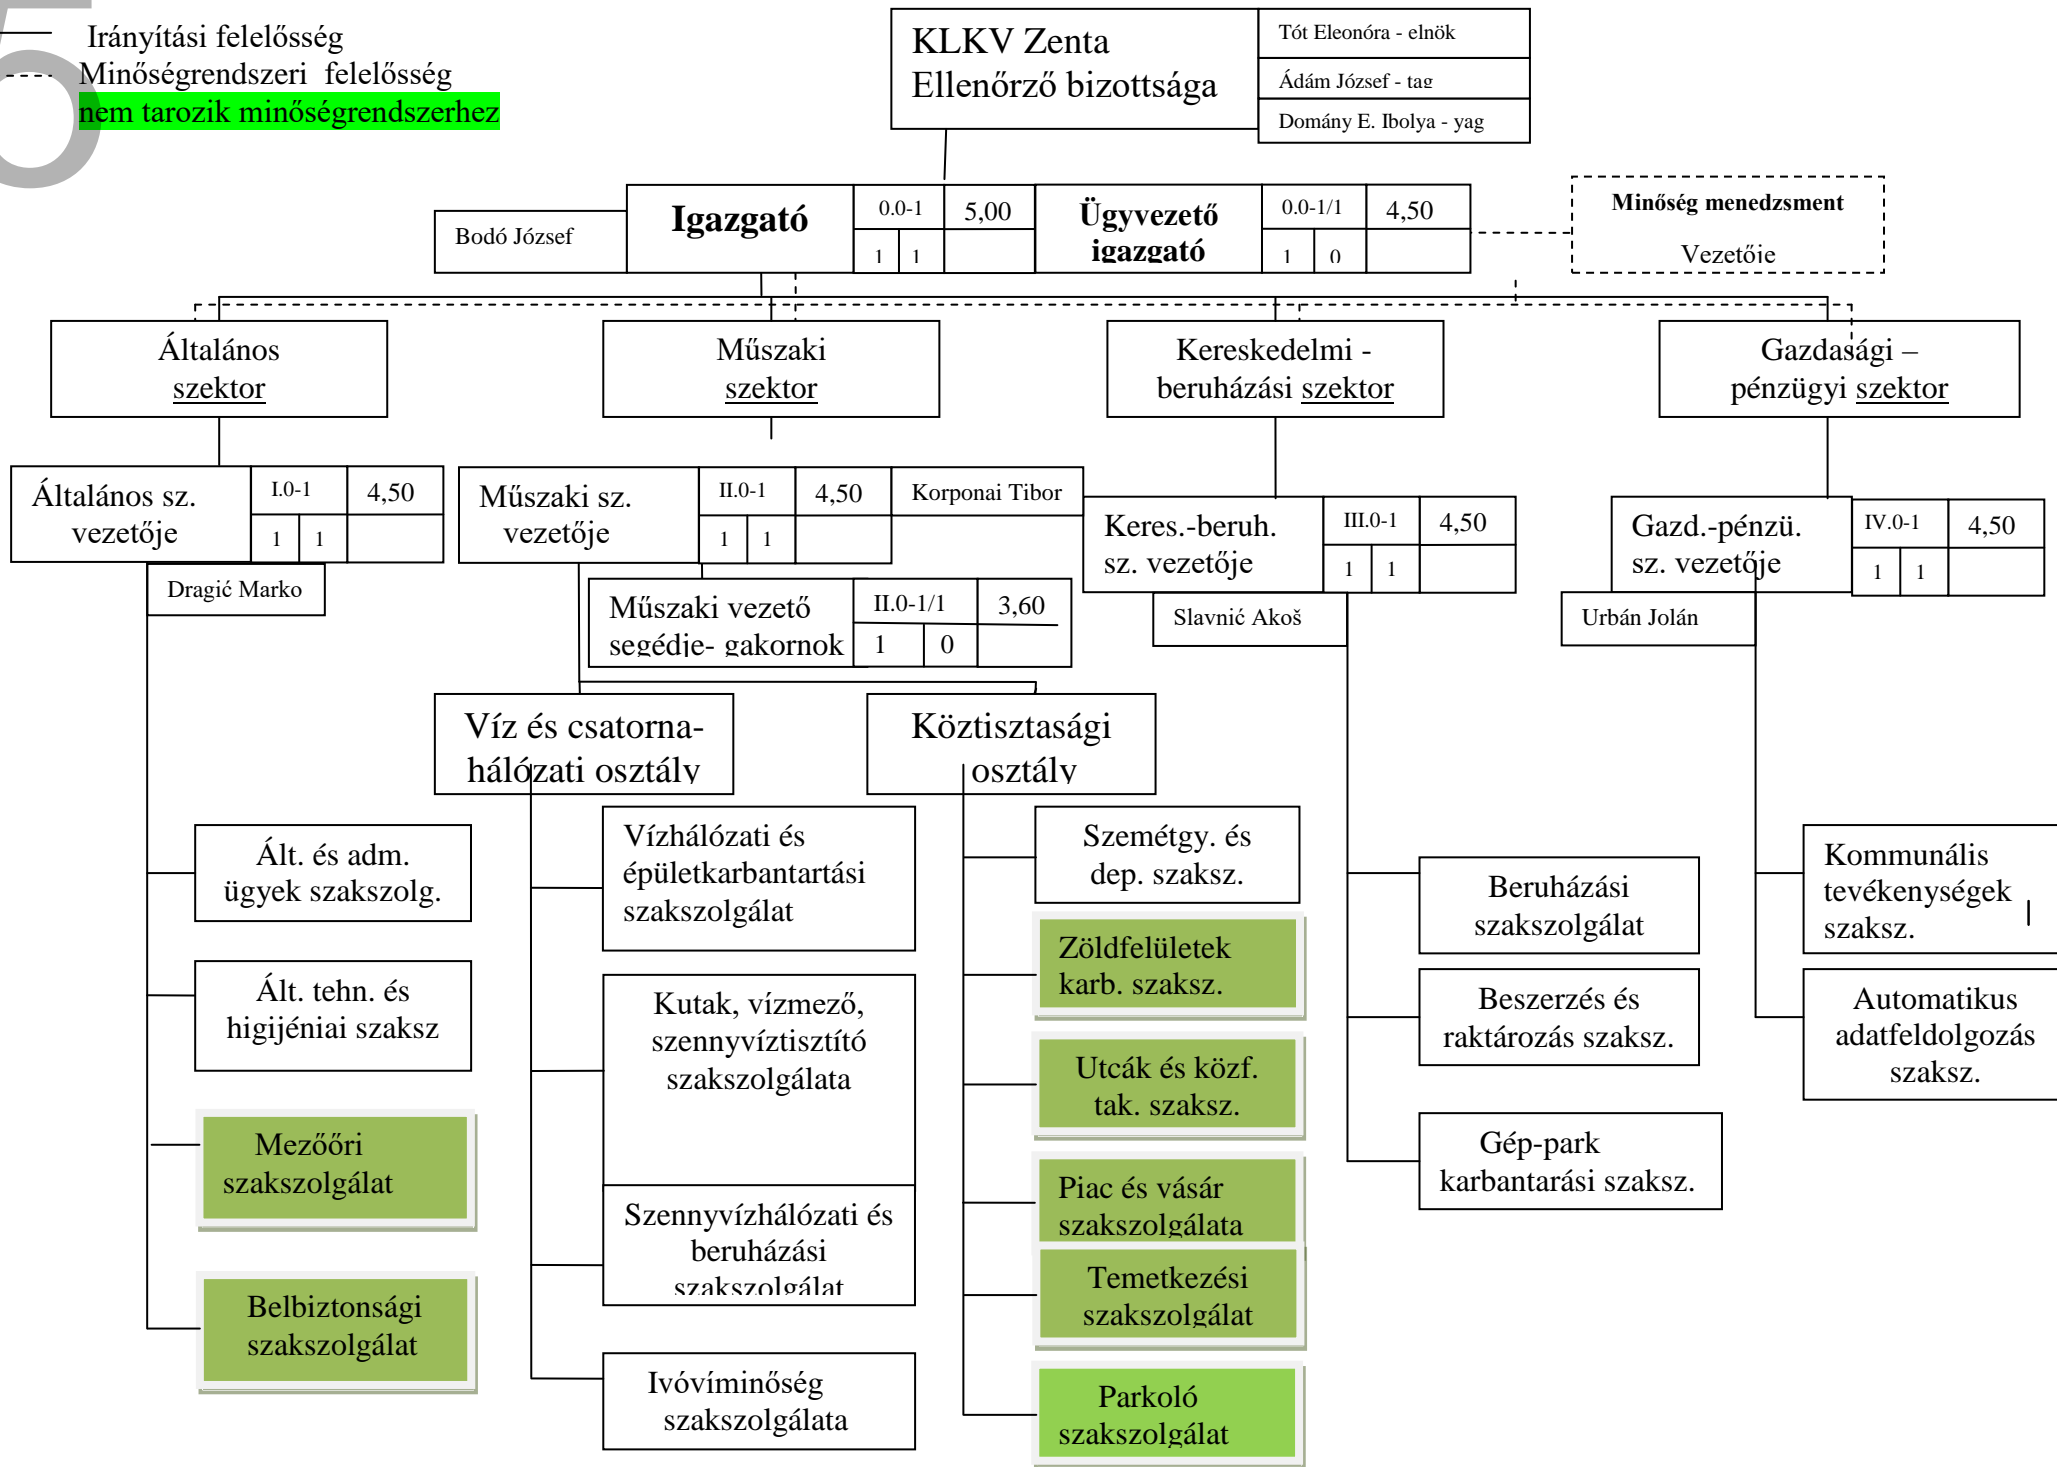 5
Irányítási felelősség
Minőségrendszeri felelősség
nem tarozik minőségrendszerhez
KLKV Zenta
Ellenőrző bizottsága
Tót Eleonóra - elnök
Ádám József - tag
Domány E. Ibolya - yag
Bodó József
Igazgató
0.0-1
5,00
1
1
Ügyvezető
igazgató
0.0-1/1
4,50
1
0
Minőség menedzsment
Vezetője
Általános
szektor
Műszaki
szektor
Kereskedelmi -
beruházási szektor
Gazdasági –
pénzügyi szektor
Általános sz.
vezetője
I.0-1
4,50
1
1
Dragić Marko
Műszaki sz.
vezetője
II.0-1
4,50
1
1
Korponai Tibor
Műszaki vezető
segédje- gakornok
II.0-1/1
3,60
1
0
Keres.-beruh.
sz. vezetője
III.0-1
4,50
1
1
Slavnić Akoš
Gazd.-pénzü.
sz. vezetője
IV.0-1
4,50
1
1
Urbán Jolán
Víz és csatorna-
hálózati osztály
Köztisztasági
osztály
Ált. és adm.
ügyek szakszolg.
Ált. tehn. és
higijéniai szaksz
Mezőőri
szakszolgálat
Belbiztonsági
szakszolgálat
Vízhálózati és
épületkarbantartási
szakszolgálat
Kutak, vízmező,
szennyvíztisztító
szakszolgálata
Szennyvízhálózati és
beruházási
szakszolgálat
Ivóvíminőség
szakszolgálata
Szemétgy. és
dep. szaksz.
Zöldfelületek
karb. szaksz.
Utcák és közf.
tak. szaksz.
Piac és vásár
szakszolgálata
Temetkezési
szakszolgálat
Parkoló
szakszolgálat
Beruházási
szakszolgálat
Beszerzés és
raktározás szaksz.
Gép-park
karbantarási szaksz.
Kommunális
tevékenységek
szaksz.
Automatikus
adatfeldolgozás
szaksz.